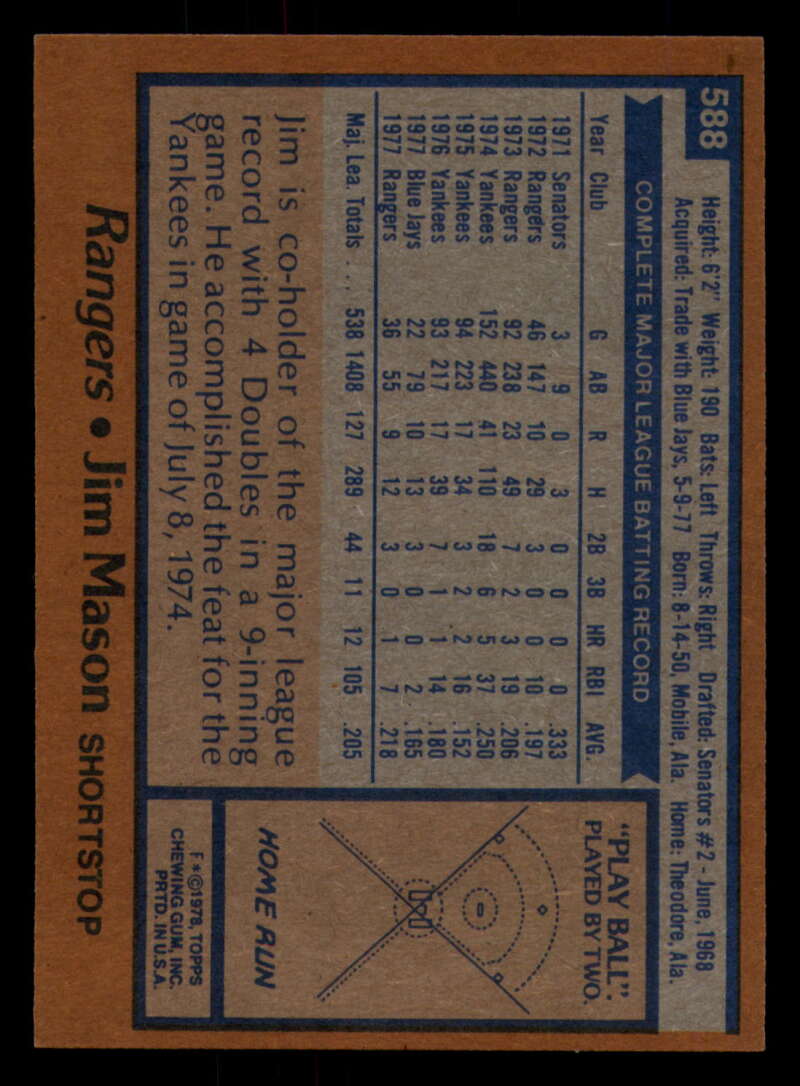 588
Height: 6'2" Weight: 190 Bats: Left Throws: Right Drafted: Senators #2 - June, 1968
Acquired: Trade with Blue Jays, 5-9-77 Born: 8-14-50, Mobile, Ala. Home: Theodore, Ala.
COMPLETE MAJOR LEAGUE BATTING RECORD
Year Club G AB R H 2B 3B HR RBI AVG.
1971 Senators 3 9 0 3 0 0 0 0 .333
1972 Rangers 46 147 10 29 3 0 0 10 .197
1973 Rangers 92 238 23 49 7 2 3 19 .206
1974 Yankees 152 440 41 110 18 6 5 37 .250
1975 Yankees 94 223 17 34 3 2 2 16 .152
1976 Yankees 93 217 17 39 7 1 1 14 .180
1977 Blue Jays 22 79 10 13 3 0 0 2 .165
1977 Rangers 36 55 9 12 3 0 1 7 .218
Maj. Lea. Totals . . . 538 1408 127 289 44 11 12 105 .205
Jim is co-holder of the major league
record with 4 Doubles in a 9-inning
game. He accomplished the feat for the
Yankees in game of July 8, 1974.
"PLAY BALL".
PLAYED BY TWO.
HOME RUN
F*©1978, TOPPS
CHEWING GUM, INC.
PRTD. IN U.S.A.
Rangers • Jim Mason SHORTSTOP